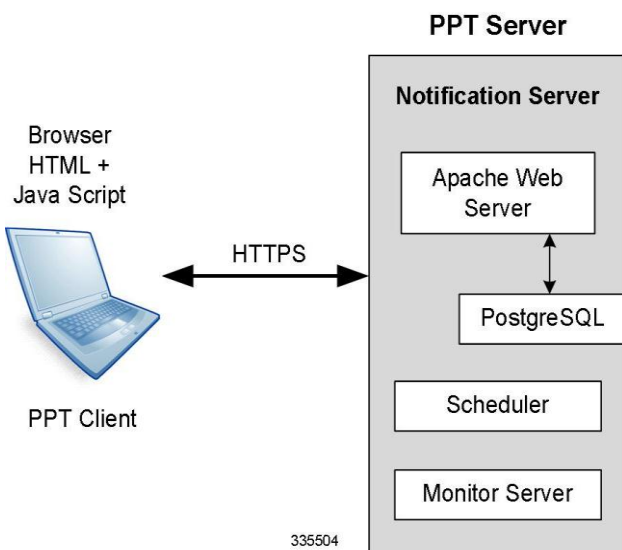 PPT Server
Notification Server
Browser
HTML +
Java Script
Apache Web
Server
HTTPS
PostgreSQL
PPT Client
Scheduler
Monitor Server
335504